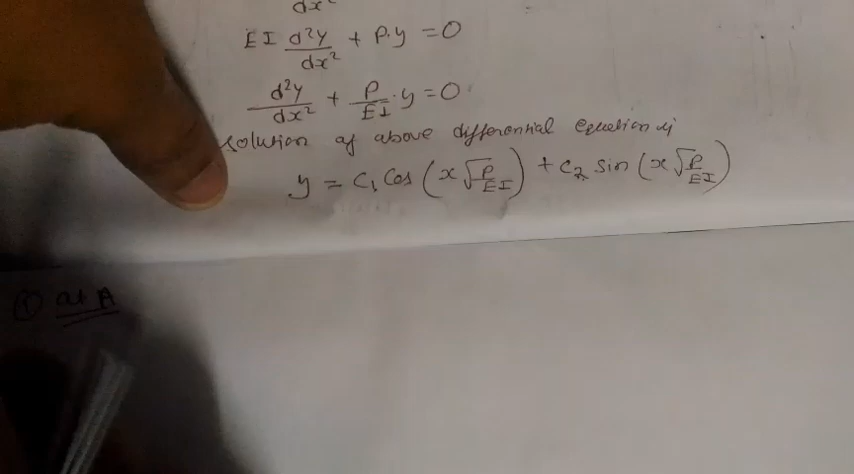 dx²
EI d²y/dx² + P.y = 0
d²y/dx² + P/EI .y = 0
solution of above differential equation is
y = C₁ Cos (x √P/EI) + C₂ sin (x √P/EI)
① at A